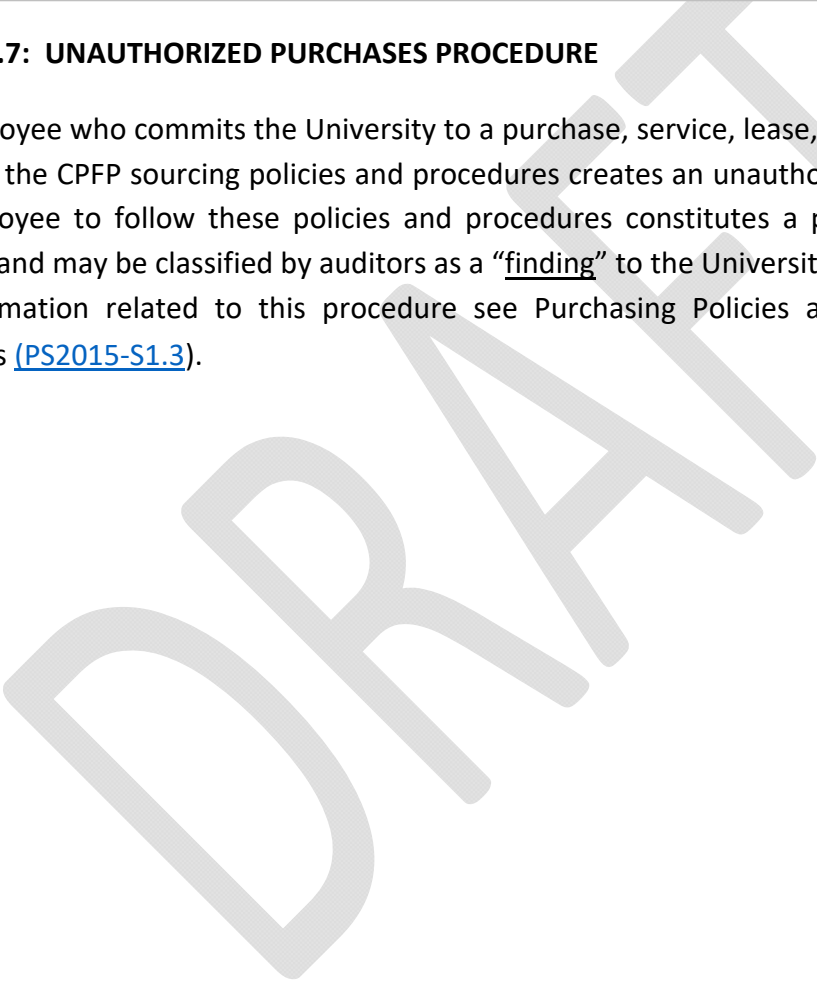 .7: UNAUTHORIZED PURCHASES PROCEDURE
oyee who commits the University to a purchase, service, lease,
the CPFP sourcing policies and procedures creates an unautho
oyee to follow these policies and procedures constitutes a p
and may be classified by auditors as a “finding” to the Universit
mation related to this procedure see Purchasing Policies a
s (PS2015-S1.3).
DRAFT